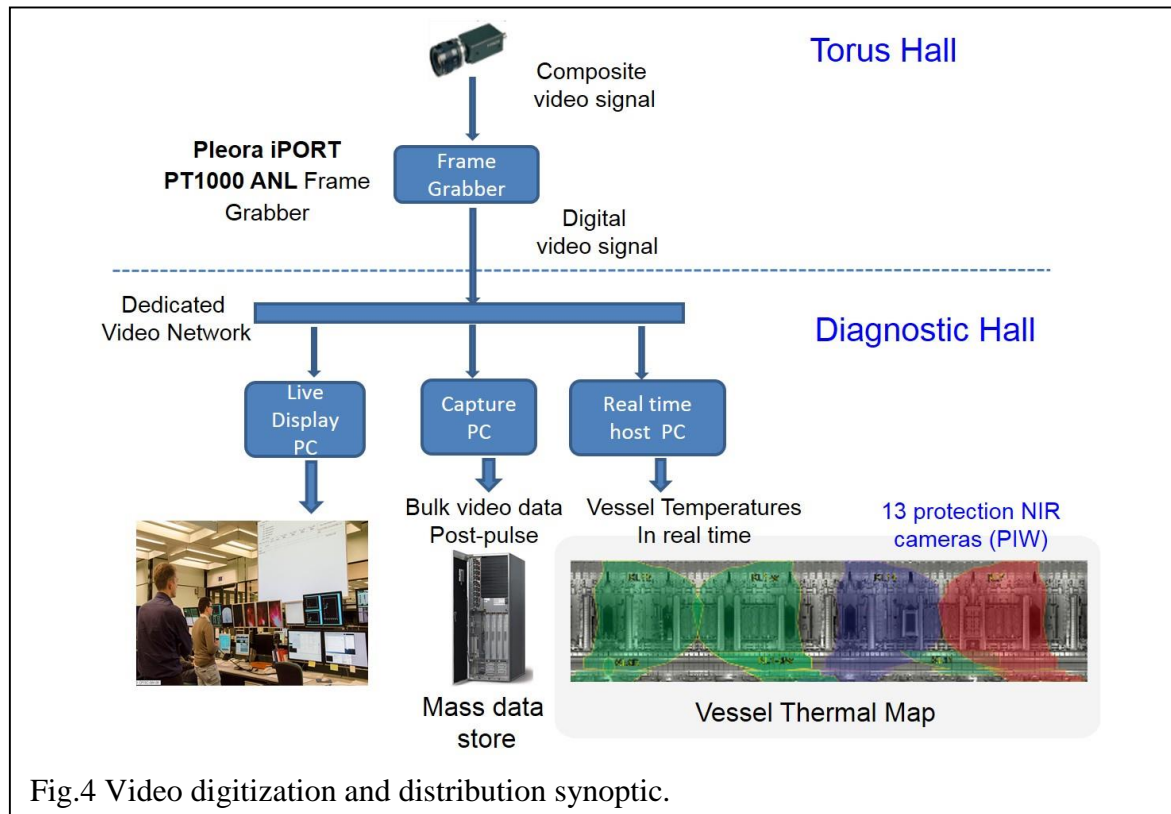 Torus Hall
Composite
video signal
Pleora iPORT
PT1000 ANL Frame
Grabber
Frame
Grabber
Digital
video signal
Dedicated
Video Network
Diagnostic Hall
Live
Display
PC
Capture
PC
Real time
host PC
Bulk video data
Post-pulse
Vessel Temperatures
In real time
13 protection NIR
cameras (PIW)
Mass data
store
Vessel Thermal Map
Fig.4 Video digitization and distribution synoptic.